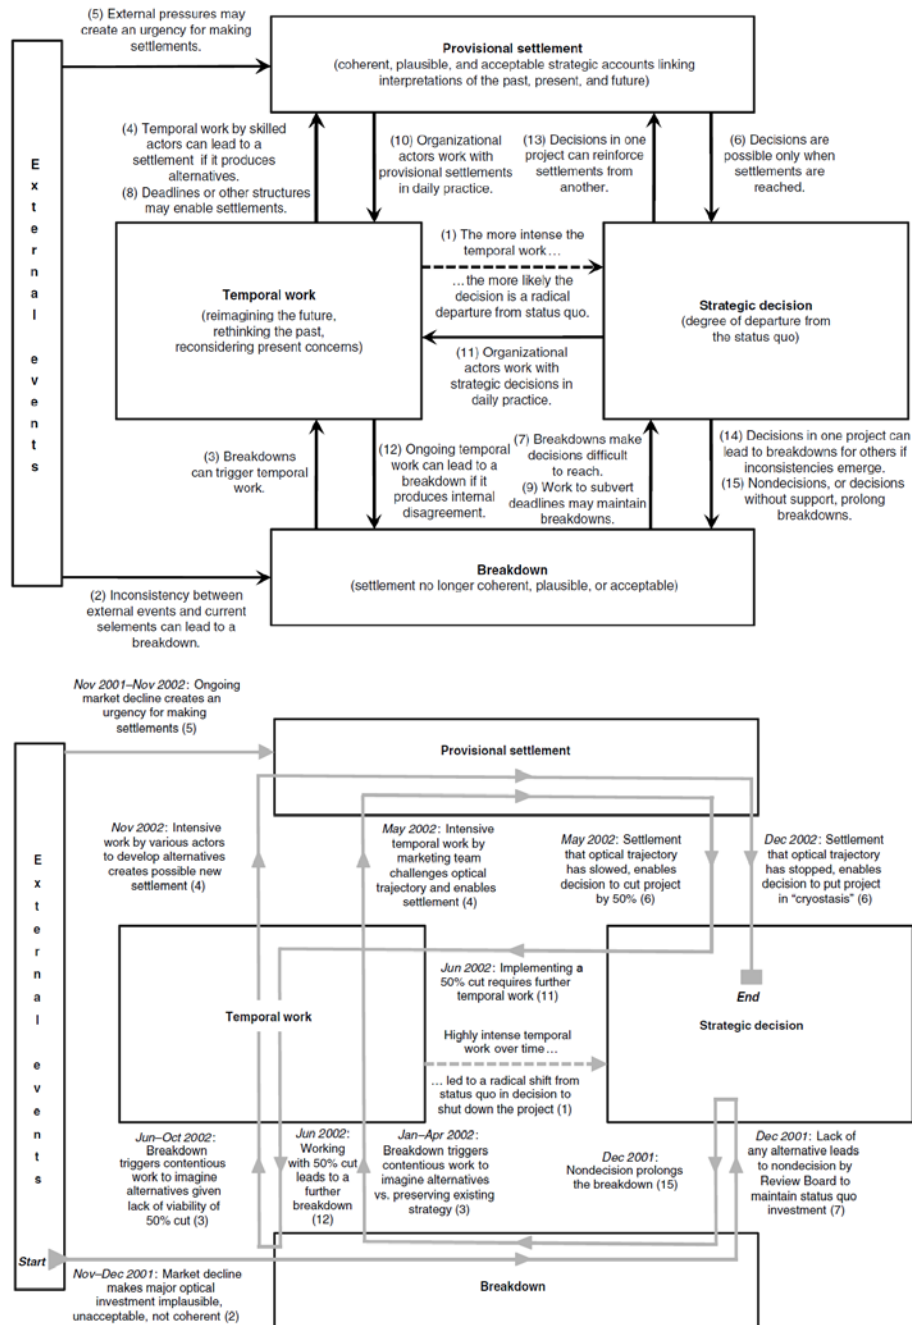 (5) External pressures may
create an urgency for making
settlements.
Provisional settlement
(coherent, plausible, and acceptable strategic accounts linking
interpretations of the past, present, and future)
External events
(4) Temporal work by skilled
actors can lead to a
settlement if it produces
alternatives.
(8) Deadlines or other structures
may enable settlements.
(10) Organizational
actors work with
provisional settlements
in daily practice.
(13) Decisions in one
project can reinforce
settlements from
another.
(6) Decisions are
possible only when
settlements are
reached.
(1) The more intense the
temporal work…
…the more likely the
decision is a radical
departure from status quo.
Temporal work
(reimagining the future,
rethinking the past,
reconsidering present concerns)
Strategic decision
(degree of departure from
the status quo)
(11) Organizational
actors work with
strategic decisions in
daily practice.
(3) Breakdowns
can trigger temporal
work.
(12) Ongoing temporal
work can lead to a
breakdown if it
produces internal
disagreement.
(7) Breakdowns make
decisions difficult
to reach.
(9) Work to subvert
deadlines may maintain
breakdowns.
(14) Decisions in one project can
lead to breakdowns for others if
inconsistencies emerge.
(15) Nondecisions, or decisions
without support, prolong
breakdowns.
Breakdown
(settlement no longer coherent, plausible, or acceptable)
(2) Inconsistency between
external events and current
selements can lead to a
breakdown.
Nov 2001–Nov 2002: Ongoing
market decline creates an
urgency for making
settlements (5)
Provisional settlement
External events
Nov 2002: Intensive
work by various actors
to develop alternatives
creates possible new
settlement (4)
May 2002: Intensive
temporal work by
marketing team
challenges optical
trajectory and enables
settlement (4)
May 2002: Settlement
that optical trajectory
has slowed, enables
decision to cut project
by 50% (6)
Dec 2002: Settlement
that optical trajectory
has stopped, enables
decision to put project
in “cryostasis” (6)
Jun 2002: Implementing a
50% cut requires further
temporal work (11)
End
Temporal work
Strategic decision
Highly intense temporal
work over time…
… led to a radical shift from
status quo in decision to
shut down the project (1)
Jun–Oct 2002:
Breakdown
triggers contentious
work to imagine
alternatives given
lack of viability of
50% cut (3)
Jun 2002:
Working
with 50% cut
leads to a
further
breakdown
(12)
Jan–Apr 2002:
Breakdown triggers
contentious work to
imagine alternatives
vs. preserving existing
strategy (3)
Dec 2001:
Nondecision prolongs
the breakdown (15)
Dec 2001: Lack of
any alternative leads
to nondecision by
Review Board to
maintain status quo
investment (7)
Start
Nov–Dec 2001: Market decline
makes major optical
investment implausible,
unacceptable, not coherent (2)
Breakdown